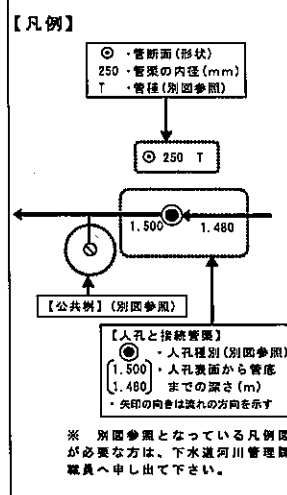 【凡例】
◎ ・管断面(形状)
250 ・管渠の内径(mm)
T ・管種(別図参照)
◎ 250 T
1.500 1.480
【公共桝】(別図参照)
【人孔と接続管渠】
◉ ・人孔種別(別図参照)
1.500 ・人孔表面から管底
1.480 までの深さ(m)
・矢印の向きは流れの方向を示す
※ 別図参照となっている凡例図
が必要な方は、下水道河川管理課
職員へ申し出て下さい。